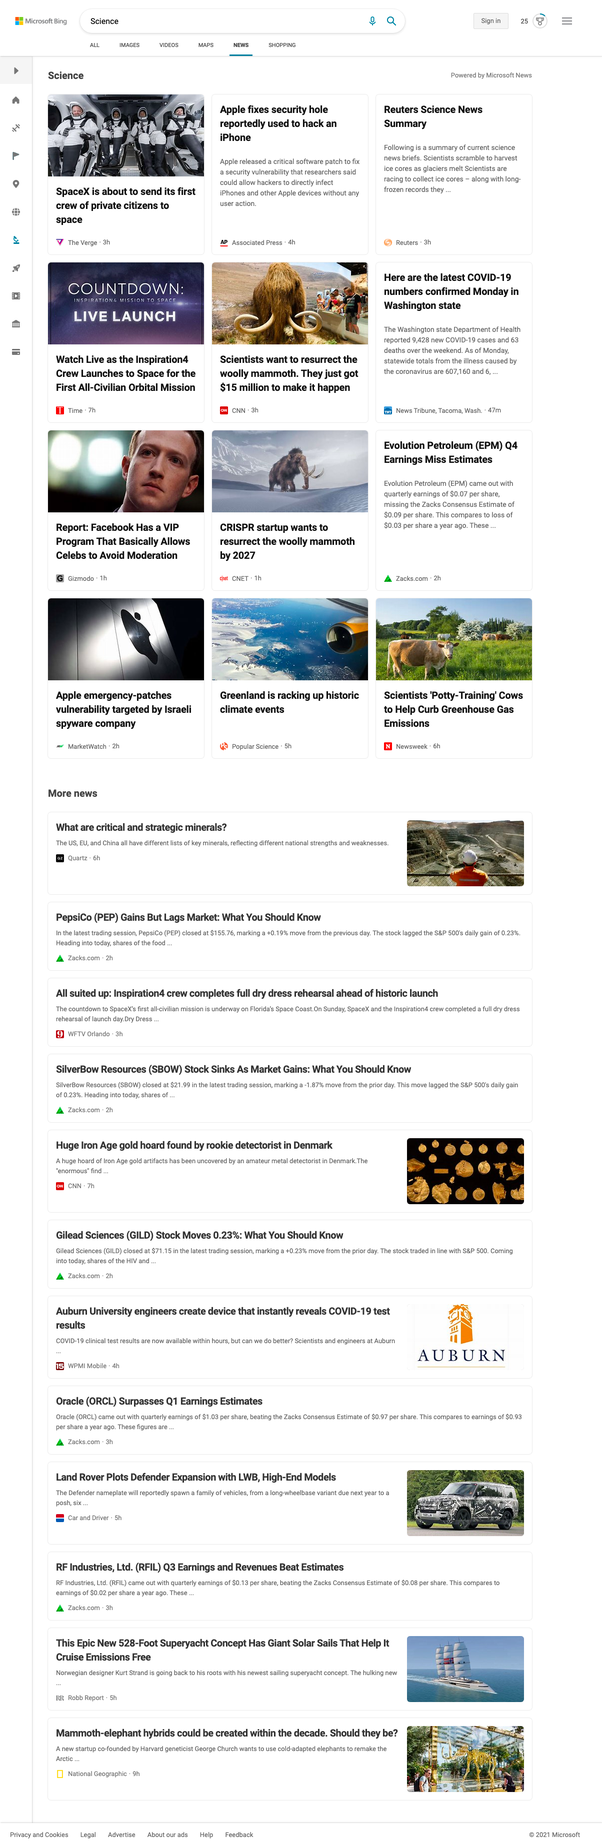 Microsoft Bing
Science
Sign in
25
ALL
IMAGES
VIDEOS
MAPS
NEWS
SHOPPING
Science
Powered by Microsoft News
SpaceX is about to send its first
crew of private citizens to
space
The Verge · 3h
Apple fixes security hole
reportedly used to hack an
iPhone
Apple released a critical software patch to fix
a security vulnerability that researchers said
could allow hackers to directly infect
iPhones and other Apple devices without any
user action.
AP
Associated Press · 4h
Reuters Science News
Summary
Following is a summary of current science
news briefs. Scientists scramble to harvest
ice cores as glaciers melt Scientists are
racing to collect ice cores – along with long-
frozen records they ...
Reuters · 3h
COUNTDOWN:
INSPIRATION4 MISSION TO SPACE
LIVE LAUNCH
Watch Live as the Inspiration4
Crew Launches to Space for the
First All-Civilian Orbital Mission
Time · 7h
Scientists want to resurrect the
woolly mammoth. They just got
$15 million to make it happen
CNN · 3h
Here are the latest COVID-19
numbers confirmed Monday in
Washington state
The Washington state Department of Health
reported 9,428 new COVID-19 cases and 63
deaths over the weekend. As of Monday,
statewide totals from the illness caused by
the coronavirus are 607,160 and 6, ...
News Tribune, Tacoma, Wash. · 47m
Report: Facebook Has a VIP
Program That Basically Allows
Celebs to Avoid Moderation
Gizmodo · 1h
CRISPR startup wants to
resurrect the woolly mammoth
by 2027
CNET · 1h
Evolution Petroleum (EPM) Q4
Earnings Miss Estimates
Evolution Petroleum (EPM) came out with
quarterly earnings of $0.07 per share,
missing the Zacks Consensus Estimate of
$0.09 per share. This compares to loss of
$0.03 per share a year ago. These ...
Zacks.com · 2h
Apple emergency-patches
vulnerability targeted by Israeli
spyware company
MarketWatch · 2h
Greenland is racking up historic
climate events
Popular Science · 5h
Scientists 'Potty-Training' Cows
to Help Curb Greenhouse Gas
Emissions
Newsweek · 6h
More news
What are critical and strategic minerals?
The US, EU, and China all have different lists of key minerals, reflecting different national strengths and weaknesses.
Quartz · 6h
PepsiCo (PEP) Gains But Lags Market: What You Should Know
In the latest trading session, PepsiCo (PEP) closed at $155.76, marking a +0.19% move from the previous day. The stock lagged the S&P 500's daily gain of 0.23%.
Heading into today, shares of the food ...
Zacks.com · 2h
All suited up: Inspiration4 crew completes full dry dress rehearsal ahead of historic launch
The countdown to SpaceX's first all-civilian mission is underway on Florida's Space Coast.On Sunday, SpaceX and the Inspiration4 crew completed a full dry dress
rehearsal of launch day.Dry Dress ...
WFTV Orlando · 3h
SilverBow Resources (SBOW) Stock Sinks As Market Gains: What You Should Know
SilverBow Resources (SBOW) closed at $21.99 in the latest trading session, marking a -1.87% move from the prior day. This move lagged the S&P 500's daily gain
of 0.23%. Heading into today, shares of ...
Zacks.com · 2h
Huge Iron Age gold hoard found by rookie detectorist in Denmark
A huge hoard of Iron Age gold artifacts has been uncovered by an amateur metal detectorist in Denmark.The
"enormous" find ...
CNN · 7h
Gilead Sciences (GILD) Stock Moves 0.23%: What You Should Know
Gilead Sciences (GILD) closed at $71.15 in the latest trading session, marking a +0.23% move from the prior day. The stock traded in line with S&P 500. Coming
into today, shares of the HIV and ...
Zacks.com · 2h
Auburn University engineers create device that instantly reveals COVID-19 test
results
COVID-19 clinical test results are now available within hours, but can we do better? Scientists and engineers at Auburn
...
WPMI Mobile · 4h
AUBURN
Oracle (ORCL) Surpasses Q1 Earnings Estimates
Oracle (ORCL) came out with quarterly earnings of $1.03 per share, beating the Zacks Consensus Estimate of $0.97 per share. This compares to earnings of $0.93
per share a year ago. These figures are ...
Zacks.com · 3h
Land Rover Plots Defender Expansion with LWB, High-End Models
The Defender nameplate will reportedly spawn a family of vehicles, from a long-wheelbase variant due next year to a
posh, six ...
Car and Driver · 5h
RF Industries, Ltd. (RFIL) Q3 Earnings and Revenues Beat Estimates
RF Industries, Ltd. (RFIL) came out with quarterly earnings of $0.13 per share, beating the Zacks Consensus Estimate of $0.08 per share. This compares to
earnings of $0.02 per share a year ago. These ...
Zacks.com · 3h
This Epic New 528-Foot Superyacht Concept Has Giant Solar Sails That Help It
Cruise Emissions Free
Norwegian designer Kurt Strand is going back to his roots with his newest sailing superyacht concept. The hulking new
...
Robb Report · 5h
Mammoth-elephant hybrids could be created within the decade. Should they be?
A new startup co-founded by Harvard geneticist George Church wants to use cold-adapted elephants to remake the
Arctic ...
National Geographic · 9h
Privacy and Cookies
Legal
Advertise
About our ads
Help
Feedback
© 2021 Microsoft